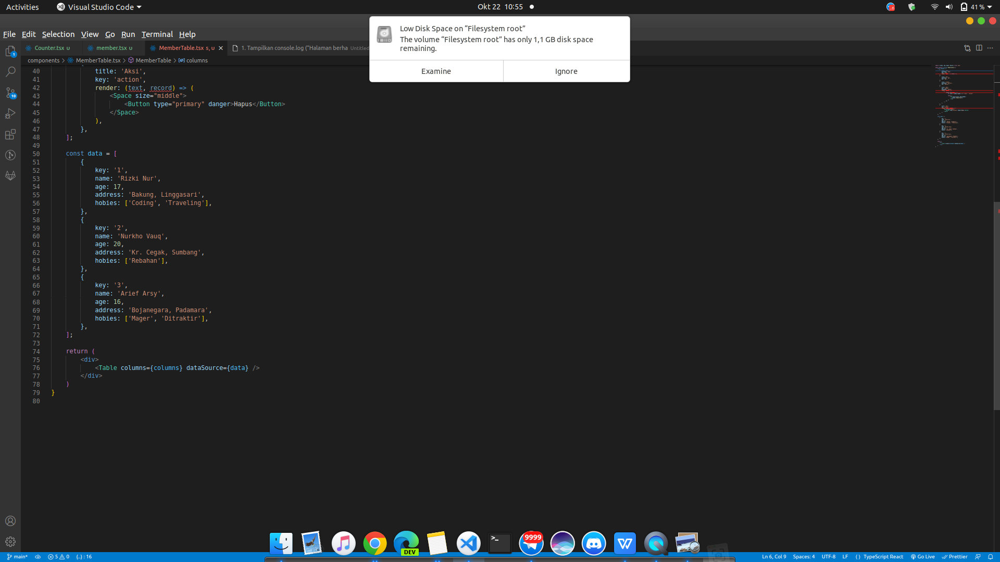 Activities
Visual Studio Code
Okt 22 10:55
6
41 %
Low Disk Space on “Filesystem root”
The volume “Filesystem root” has only 1,1 GB disk space
remaining.
Examine
Ignore
File Edit Selection View Go Run Terminal Help
1
10
Counter.tsx U
member.tsx U
MemberTable.tsx 5, U
1. Tampilkan console.log (“Halaman berha Untitled
components > MemberTable.tsx > MemberTable > columns
40 title: 'Aksi',
41 key: 'action',
42 render: (text, record) => (
43 <Space size="middle">
44 <Button type="primary" danger>Hapus</Button>
45 </Space>
46 ),
47 },
48 ];
49
50 const data = [
51 {
52 key: '1',
53 name: 'Rizki Nur',
54 age: 17,
55 address: 'Bakung, Linggasari',
56 hobies: ['Coding', 'Traveling'],
57 },
58 {
59 key: '2',
60 name: 'Nurkho Vauq',
61 age: 20,
62 address: 'Kr. Cegak, Sumbang',
63 hobies: ['Rebahan'],
64 },
65 {
66 key: '3',
67 name: 'Arief Arsy',
68 age: 16,
69 address: 'Bojanegara, Padamara',
70 hobies: ['Mager', 'Ditraktir'],
71 },
72 ];
73
74 return (
75 <div>
76 <Table columns={columns} dataSource={data} />
77 </div>
78 )
79 }
80
DEV
>_
9999
W
main*
5 0
{..} : 16
Ln 6, Col 9
Spaces: 4
UTF-8
LF
{ } TypeScript React
Go Live
Prettier